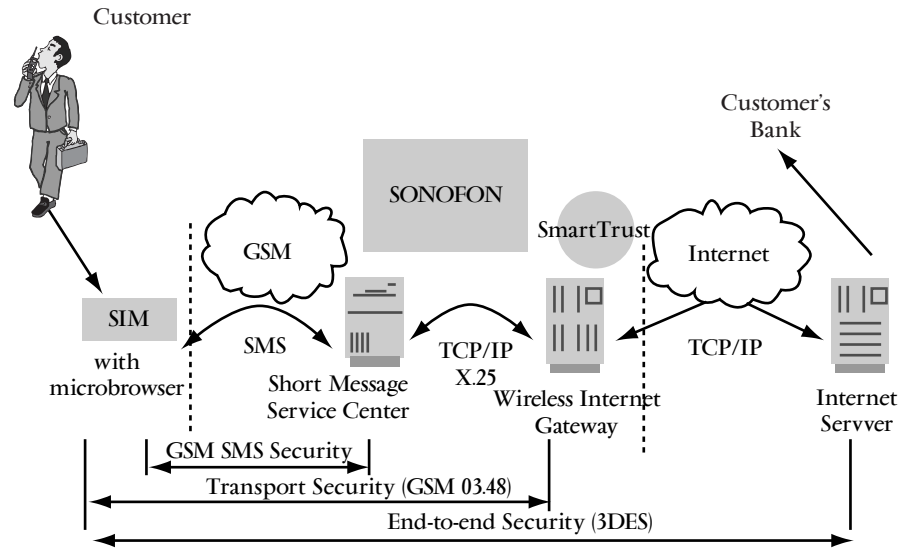 Customer
Customer's
Bank
SONOFON
SmartTrust
GSM
Internet
SIM
SMS
TCP/IP
X.25
TCP/IP
with
microbrowser
Short Message
Service Center
Wireless Internet
Gateway
Internet
Servver
GSM SMS Security
Transport Security (GSM 03.48)
End-to-end Security (3DES)